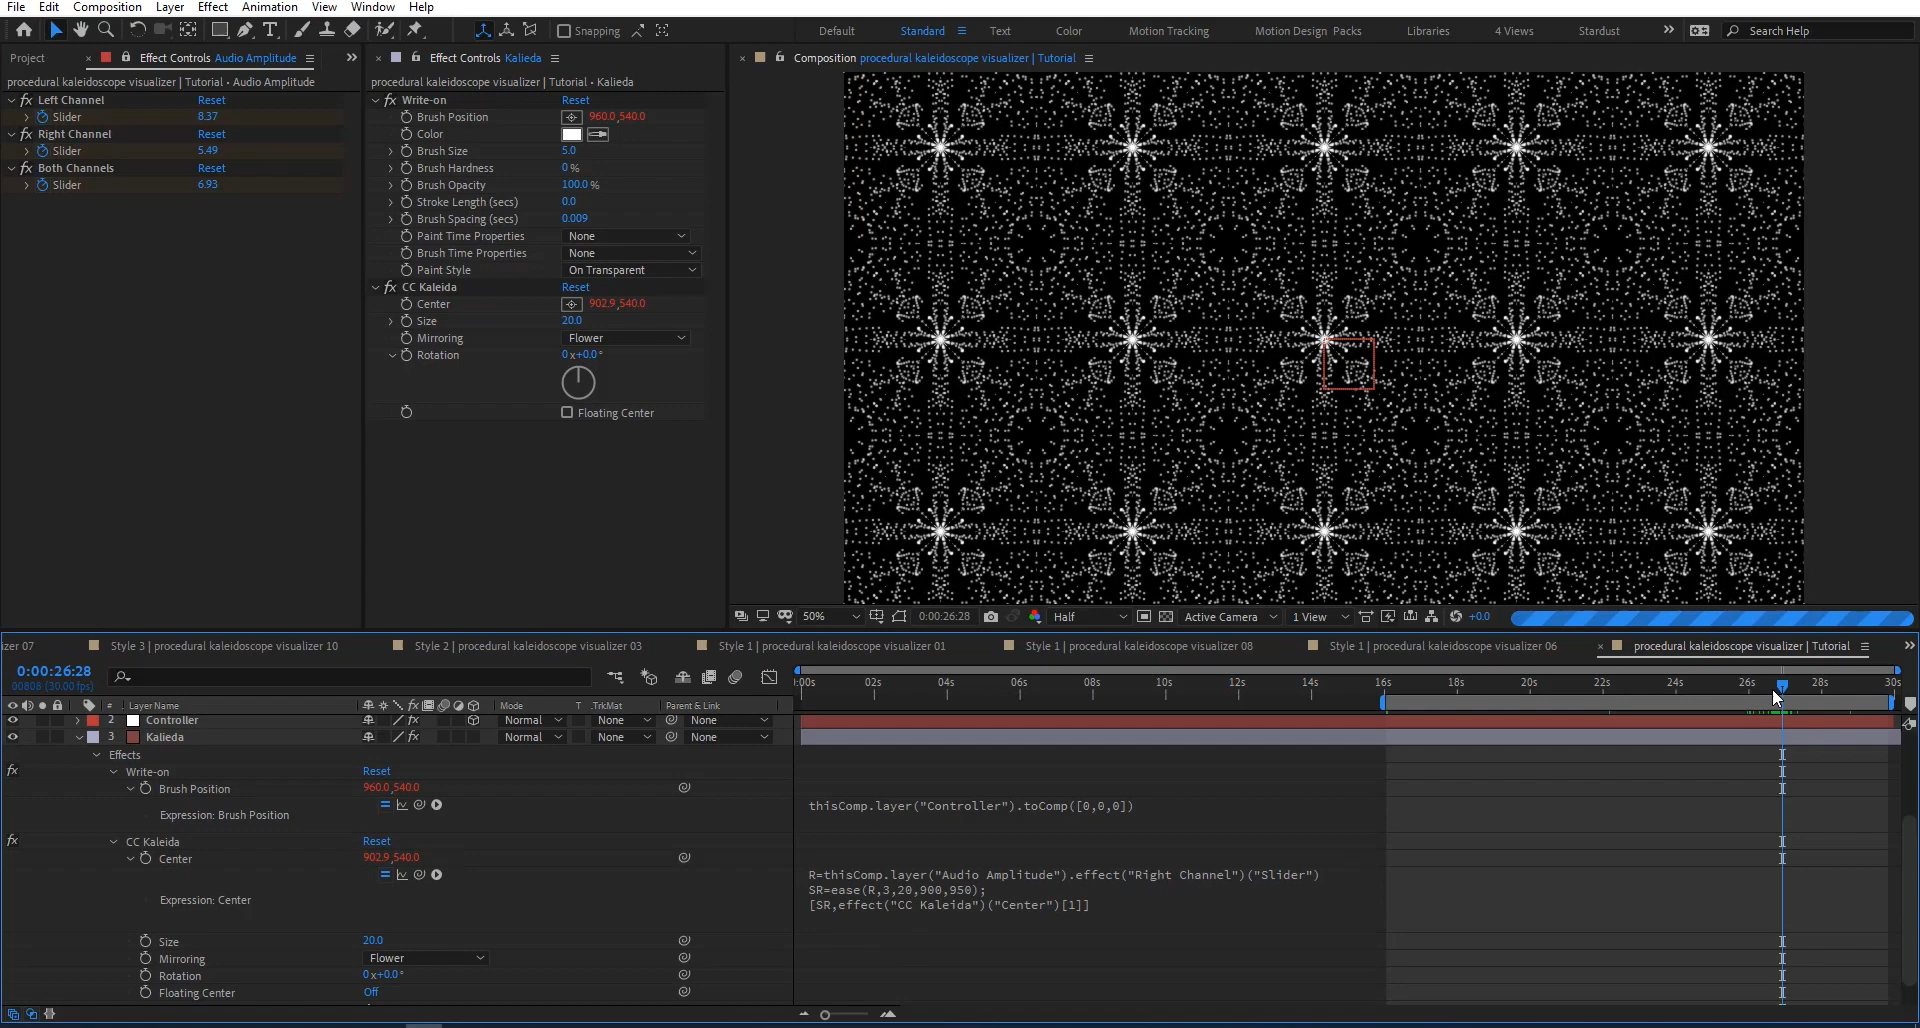 File Edit Composition Layer Effect Animation View Window Help
Snapping Default Standard Text Color Motion Tracking Motion Design Packs Libraries 4 Views Stardust Search Help
Project Effect Controls Audio Amplitude
procedural kaleidoscope visualizer | Tutorial • Audio Amplitude
Left Channel Reset
Slider 8.37
Right Channel Reset
Slider 5.49
Both Channels Reset
Slider 6.93
Effect Controls Kalieda
procedural kaleidoscope visualizer | Tutorial • Kalieda
Write-on Reset
Brush Position 960.0,540.0
Color
Brush Size 5.0
Brush Hardness 0 %
Brush Opacity 100.0 %
Stroke Length (secs) 0.0
Brush Spacing (secs) 0.009
Paint Time Properties None
Brush Time Properties None
Paint Style On Transparent
CC Kaleida Reset
Center 902.9,540.0
Size 20.0
Mirroring Flower
Rotation 0x+0.0°
Floating Center
Composition procedural kaleidoscope visualizer | Tutorial
50% 0:00:26:28 Half Active Camera 1 View +0.0
izer 07 Style 3 | procedural kaleidoscope visualizer 10 Style 2 | procedural kaleidoscope visualizer 03 Style 1 | procedural kaleidoscope visualizer 01 Style 1 | procedural kaleidoscope visualizer 08 Style 1 | procedural kaleidoscope visualizer 06 procedural kaleidoscope visualizer | Tutorial
0:00:26:28
00808 (30.00 fps)
:00s 02s 04s 06s 08s 10s 12s 14s 16s 18s 20s 22s 24s 26s 28s 30s
# Layer Name Mode T .TrkMat Parent & Link
2 Controller Normal None None
3 Kalieda Normal None None
Effects
Write-on Reset
Brush Position 960.0,540.0
Expression: Brush Position
thisComp.layer("Controller").toComp([0,0,0])
CC Kaleida Reset
Center 902.9,540.0
Expression: Center
R=thisComp.layer("Audio Amplitude").effect("Right Channel")("Slider")
SR=ease(R,3,20,900,950);
[SR,effect("CC Kaleida")("Center")[1]]
Size 20.0
Mirroring Flower
Rotation 0x+0.0°
Floating Center Off